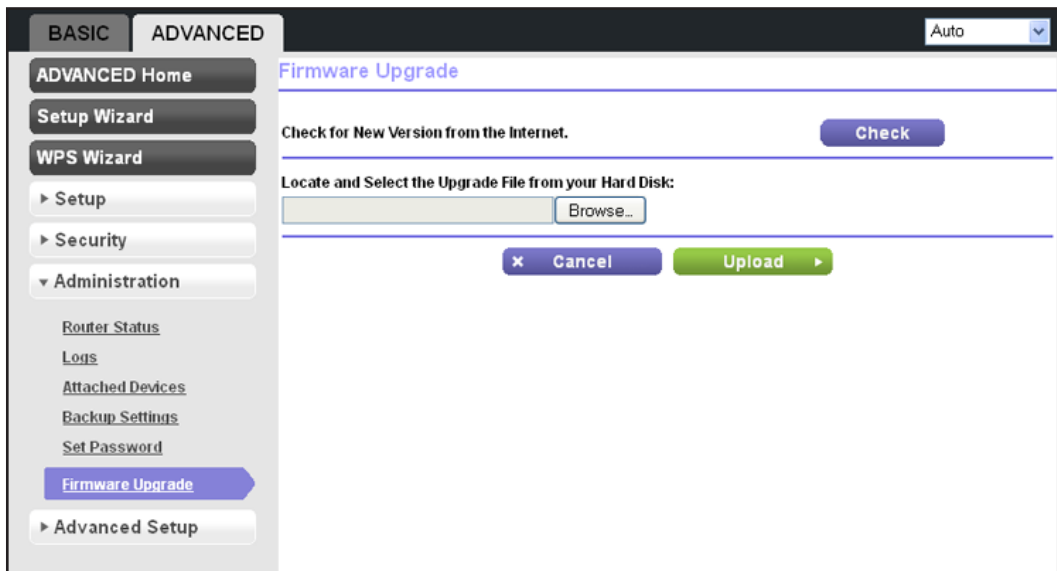 BASIC ADVANCED Auto
ADVANCED Home
Setup Wizard
WPS Wizard
Setup
Security
Administration
Router Status
Logs
Attached Devices
Backup Settings
Set Password
Firmware Upgrade
Advanced Setup
Firmware Upgrade
Check for New Version from the Internet. Check
Locate and Select the Upgrade File from your Hard Disk:
Browse...
Cancel Upload